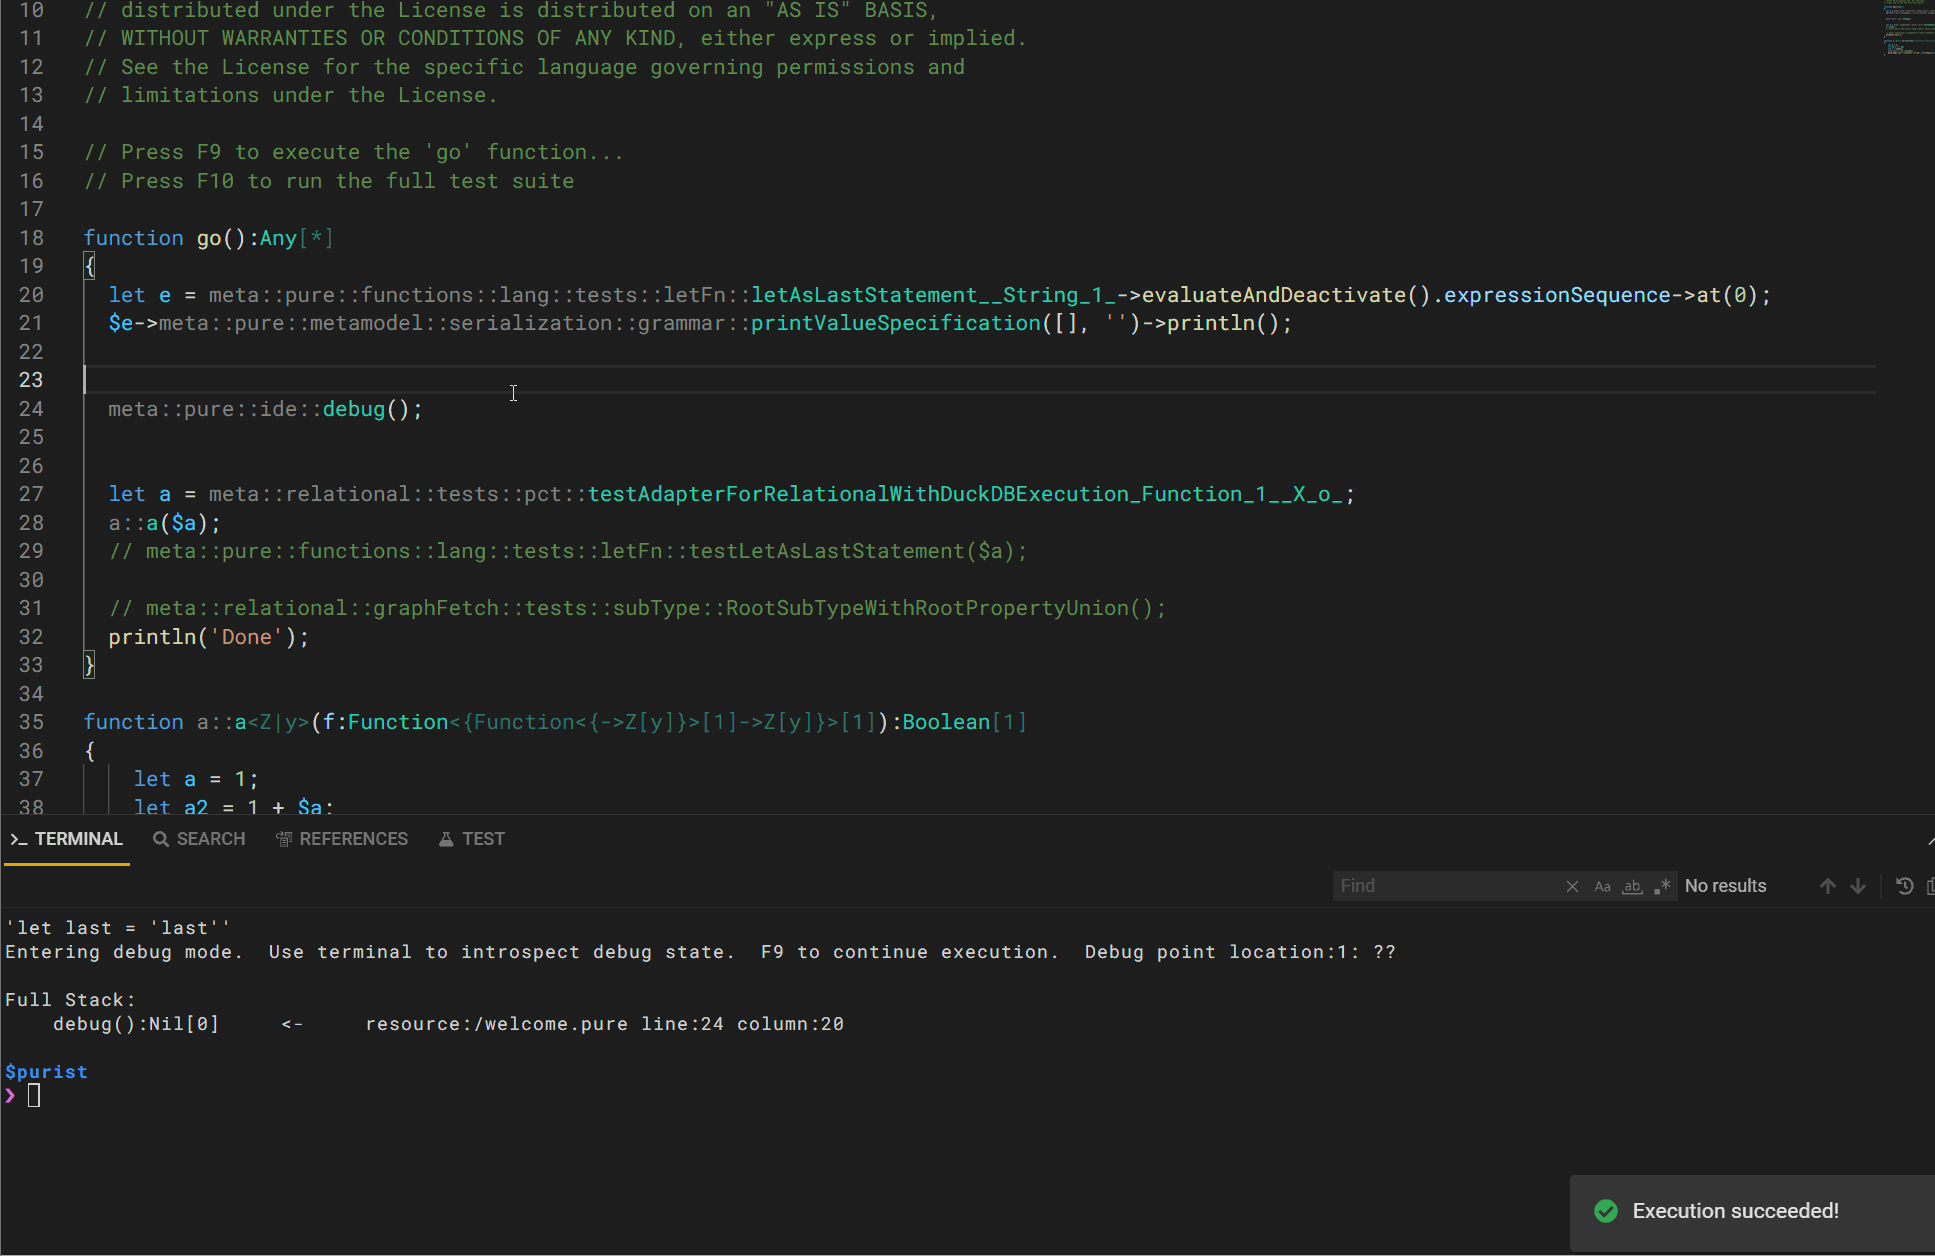 10 // distributed under the License is distributed on an "AS IS" BASIS,
11 // WITHOUT WARRANTIES OR CONDITIONS OF ANY KIND, either express or implied.
12 // See the License for the specific language governing permissions and
13 // limitations under the License.
14
15 // Press F9 to execute the 'go' function...
16 // Press F10 to run the full test suite
17
18 function go():Any[*]
19 {
20 let e = meta::pure::functions::lang::tests::letFn::letAsLastStatement__String_1_->evaluateAndDeactivate().expressionSequence->at(0);
21 $e->meta::pure::metamodel::serialization::grammar::printValueSpecification([], '')->println();
22
23
24 meta::pure::ide::debug();
25
26
27 let a = meta::relational::tests::pct::testAdapterForRelationalWithDuckDBExecution_Function_1__X_o_;
28 a::a($a);
29 // meta::pure::functions::lang::tests::letFn::testLetAsLastStatement($a);
30
31 // meta::relational::graphFetch::tests::subType::RootSubTypeWithRootPropertyUnion();
32 println('Done');
33 }
34
35 function a::a<Z|y>(f:Function<{Function<{->Z[y]}>[1]->Z[y]}>[1]):Boolean[1]
36 {
37 let a = 1;
38 let a2 = 1 + $a;
TERMINAL SEARCH REFERENCES TEST
Find Aa ab .* No results
'let last = 'last''
Entering debug mode.  Use terminal to introspect debug state.  F9 to continue execution.  Debug point location:1: ??
Full Stack:
debug():Nil[0] <- resource:/welcome.pure line:24 column:20
$purist
❯
Execution succeeded!